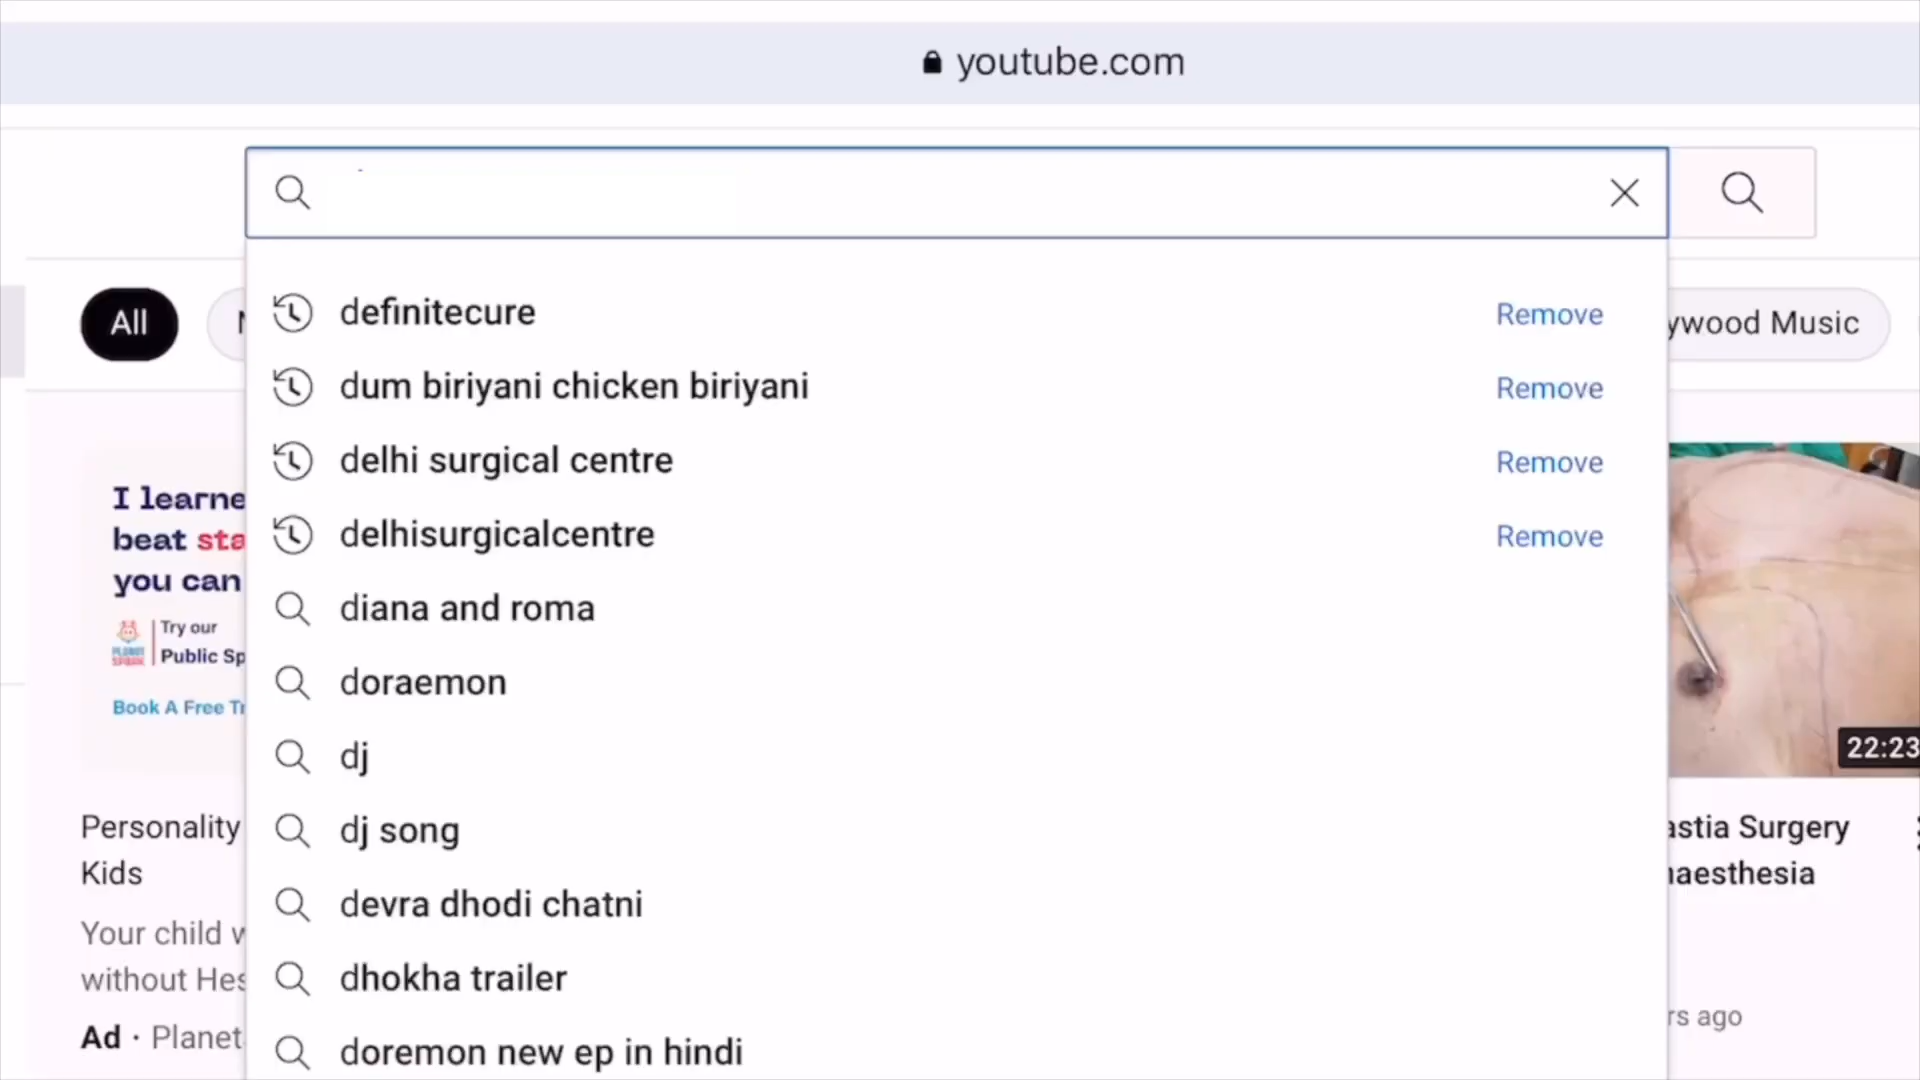 youtube.com
All
ywood Music
definitecure
Remove
dum biriyani chicken biriyani
Remove
delhi surgical centre
Remove
delhisurgicalcentre
Remove
diana and roma
doraemon
dj
dj song
devra dhodi chatni
dhokha trailer
doremon new ep in hindi
I learne
beat sta
you can
Try our
Public Sp
Book A Free Tr
Personality
Kids
Your child w
without Hes
Ad · Planet
22:23
astia Surgery
naesthesia
rs ago